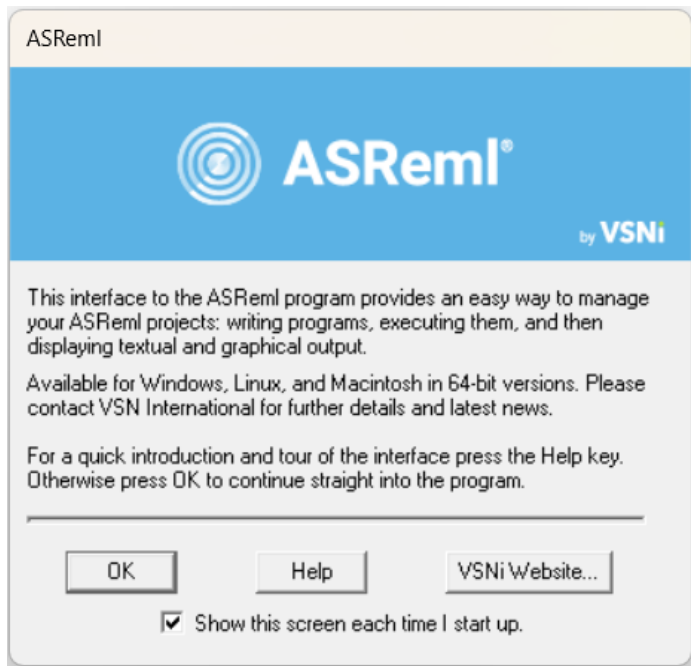 ASReml
ASReml®
by VSNi
This interface to the ASReml program provides an easy way to manage
your ASReml projects: writing programs, executing them, and then
displaying textual and graphical output.
Available for Windows, Linux, and Macintosh in 64-bit versions. Please
contact VSN International for further details and latest news.
For a quick introduction and tour of the interface press the Help key.
Otherwise press OK to continue straight into the program.
OK Help VSNi Website...
Show this screen each time I start up.